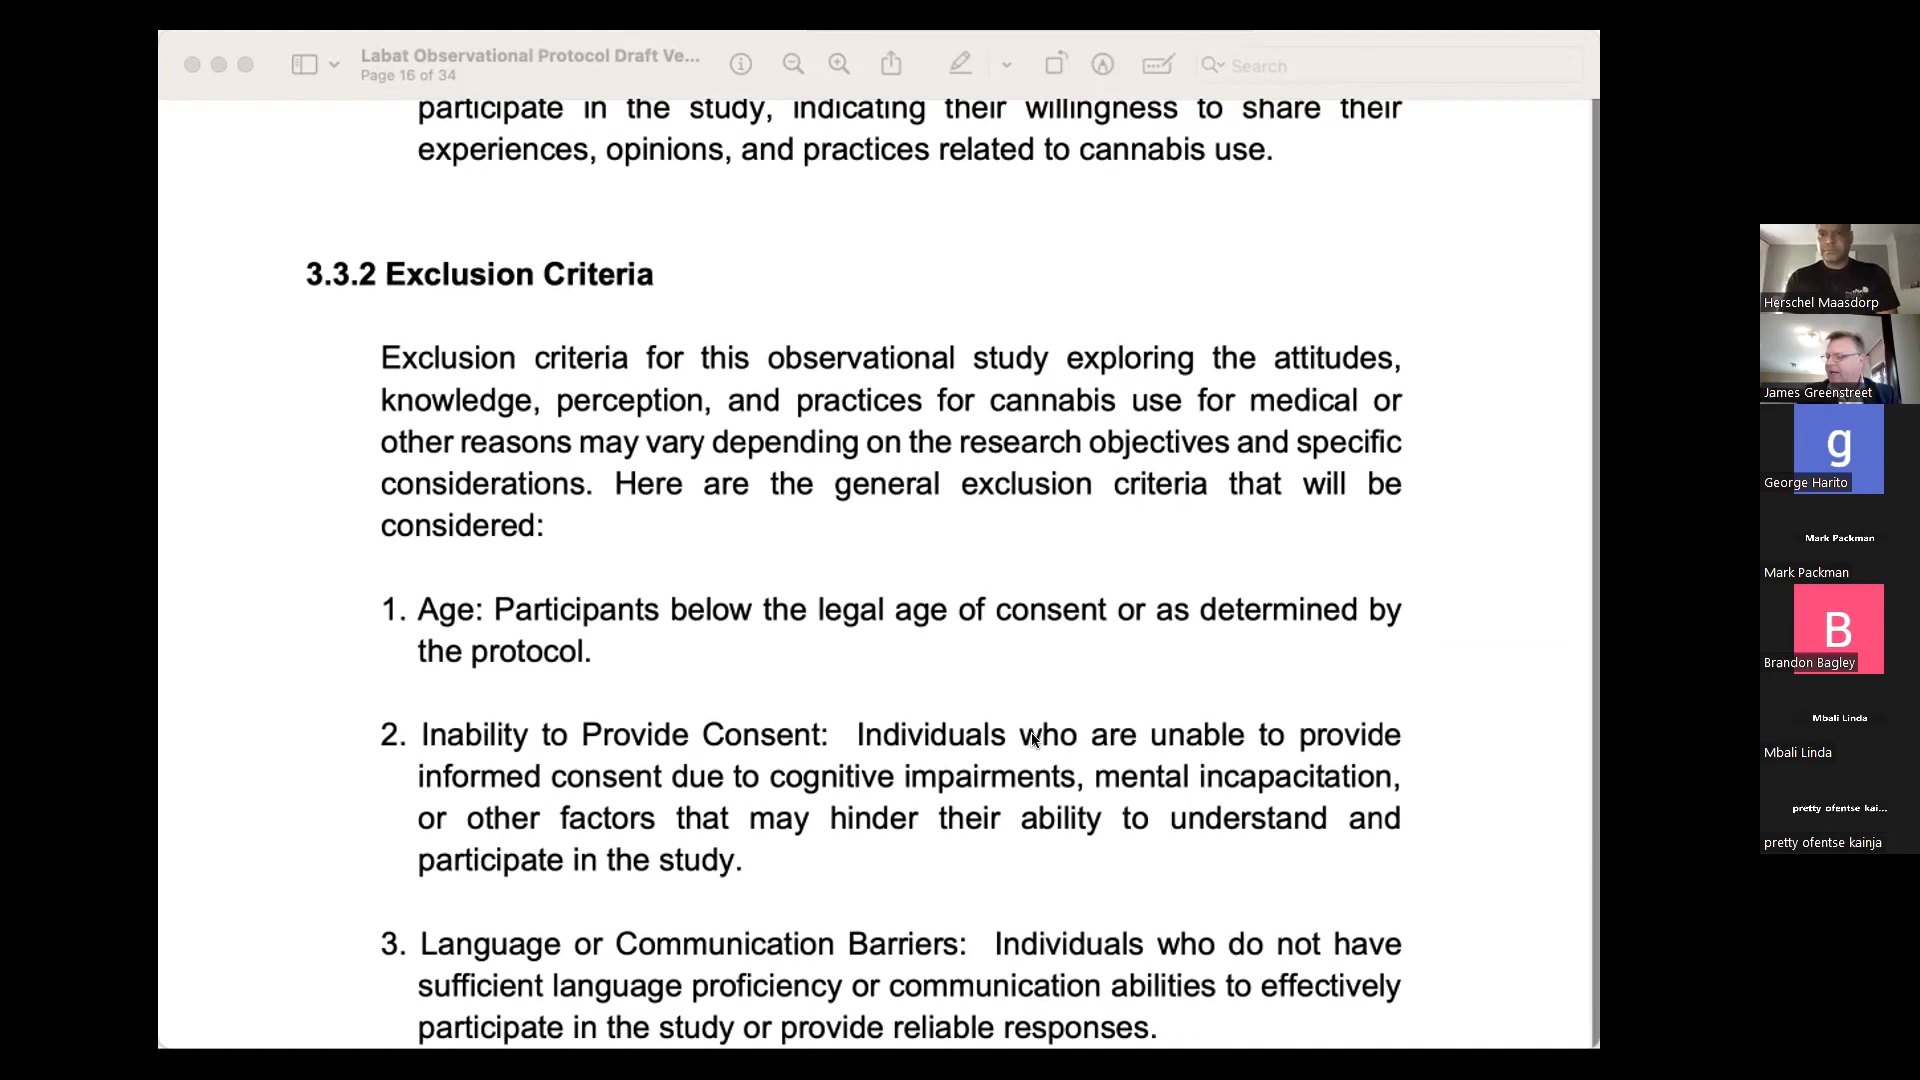 Labat Observational Protocol Draft Ve...
Page 16 of 34
Search
participate in the study, indicating their willingness to share their
experiences, opinions, and practices related to cannabis use.
3.3.2 Exclusion Criteria
Exclusion criteria for this observational study exploring the attitudes,
knowledge, perception, and practices for cannabis use for medical or
other reasons may vary depending on the research objectives and specific
considerations. Here are the general exclusion criteria that will be
considered:
1. Age: Participants below the legal age of consent or as determined by
the protocol.
2. Inability to Provide Consent: Individuals who are unable to provide
informed consent due to cognitive impairments, mental incapacitation,
or other factors that may hinder their ability to understand and
participate in the study.
3. Language or Communication Barriers: Individuals who do not have
sufficient language proficiency or communication abilities to effectively
participate in the study or provide reliable responses.
Herschel Maasdorp
James Greenstreet
g
George Harito
Mark Packman
Mark Packman
B
Brandon Bagley
Mbali Linda
Mbali Linda
pretty ofentse kai...
pretty ofentse kainja